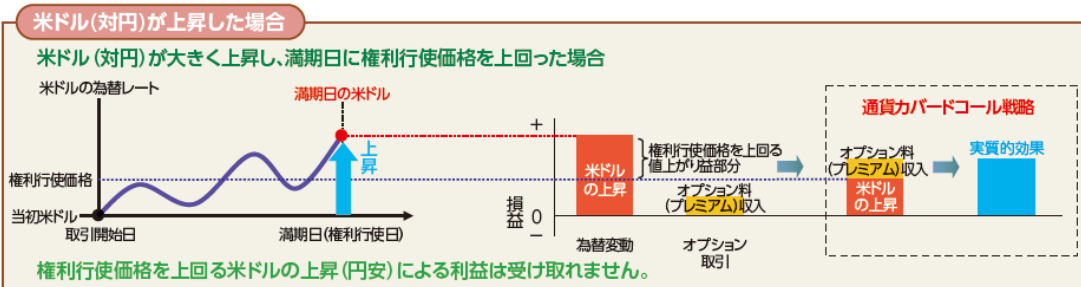 米ドル(対円)が上昇した場合
米ドル(対円)が大きく上昇し、満期日に権利行使価格を上回った場合
米ドルの為替レート
満期日の米ドル
上昇
権利行使価格
当初米ドル
取引開始日
満期日(権利行使日)
+
損益
0
−
米ドル
の上昇
権利行使価格を上回る
値上がり益部分
オプション料
(プレミアム)収入
為替変動
オプション
取引
通貨カバードコール戦略
オプション料
(プレミアム)収入
米ドル
の上昇
実質的効果
権利行使価格を上回る米ドルの上昇(円安)による利益は受け取れません。